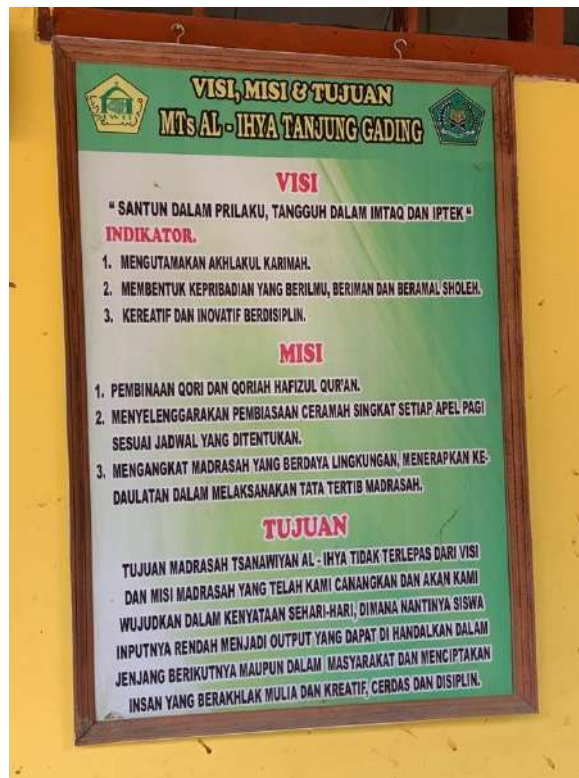 VISI, MISI & TUJUAN
MTs AL - IHYA TANJUNG GADING
VISI
" SANTUN DALAM PRILAKU, TANGGUH DALAM IMTAQ DAN IPTEK "
INDIKATOR.
1. MENGUTAMAKAN AKHLAKUL KARIMAH.
2. MEMBENTUK KEPRIBADIAN YANG BERILMU, BERIMAN DAN BERAMAL SHOLEH.
3. KEREATIF DAN INOVATIF BERDISIPLIN.
MISI
1. PEMBINAAN QORI DAN QORIAH HAFIZUL QUR'AN.
2. MENYELENGGARAKAN PEMBIASAAN CERAMAH SINGKAT SETIAP APEL PAGI
SESUAI JADWAL YANG DITENTUKAN.
3. MENGANGKAT MADRASAH YANG BERDAYA LINGKUNGAN, MENERAPKAN KE-
DAULATAN DALAM MELAKSANAKAN TATA TERTIB MADRASAH.
TUJUAN
TUJUAN MADRASAH TSANAWIYAN AL - IHYA TIDAK TERLEPAS DARI VISI
DAN MISI MADRASAH YANG TELAH KAMI CANANGKAN DAN AKAN KAMI
WUJUDKAN DALAM KENYATAAN SEHARI-HARI, DIMANA NANTINYA SISWA
INPUTNYA RENDAH MENJADI OUTPUT YANG DAPAT DI HANDALKAN DALAM
JENJANG BERIKUTNYA MAUPUN DALAM MASYARAKAT DAN MENCIPTAKAN
INSAN YANG BERAKHLAK MULIA DAN KREATIF, CERDAS DAN DISIPLIN.